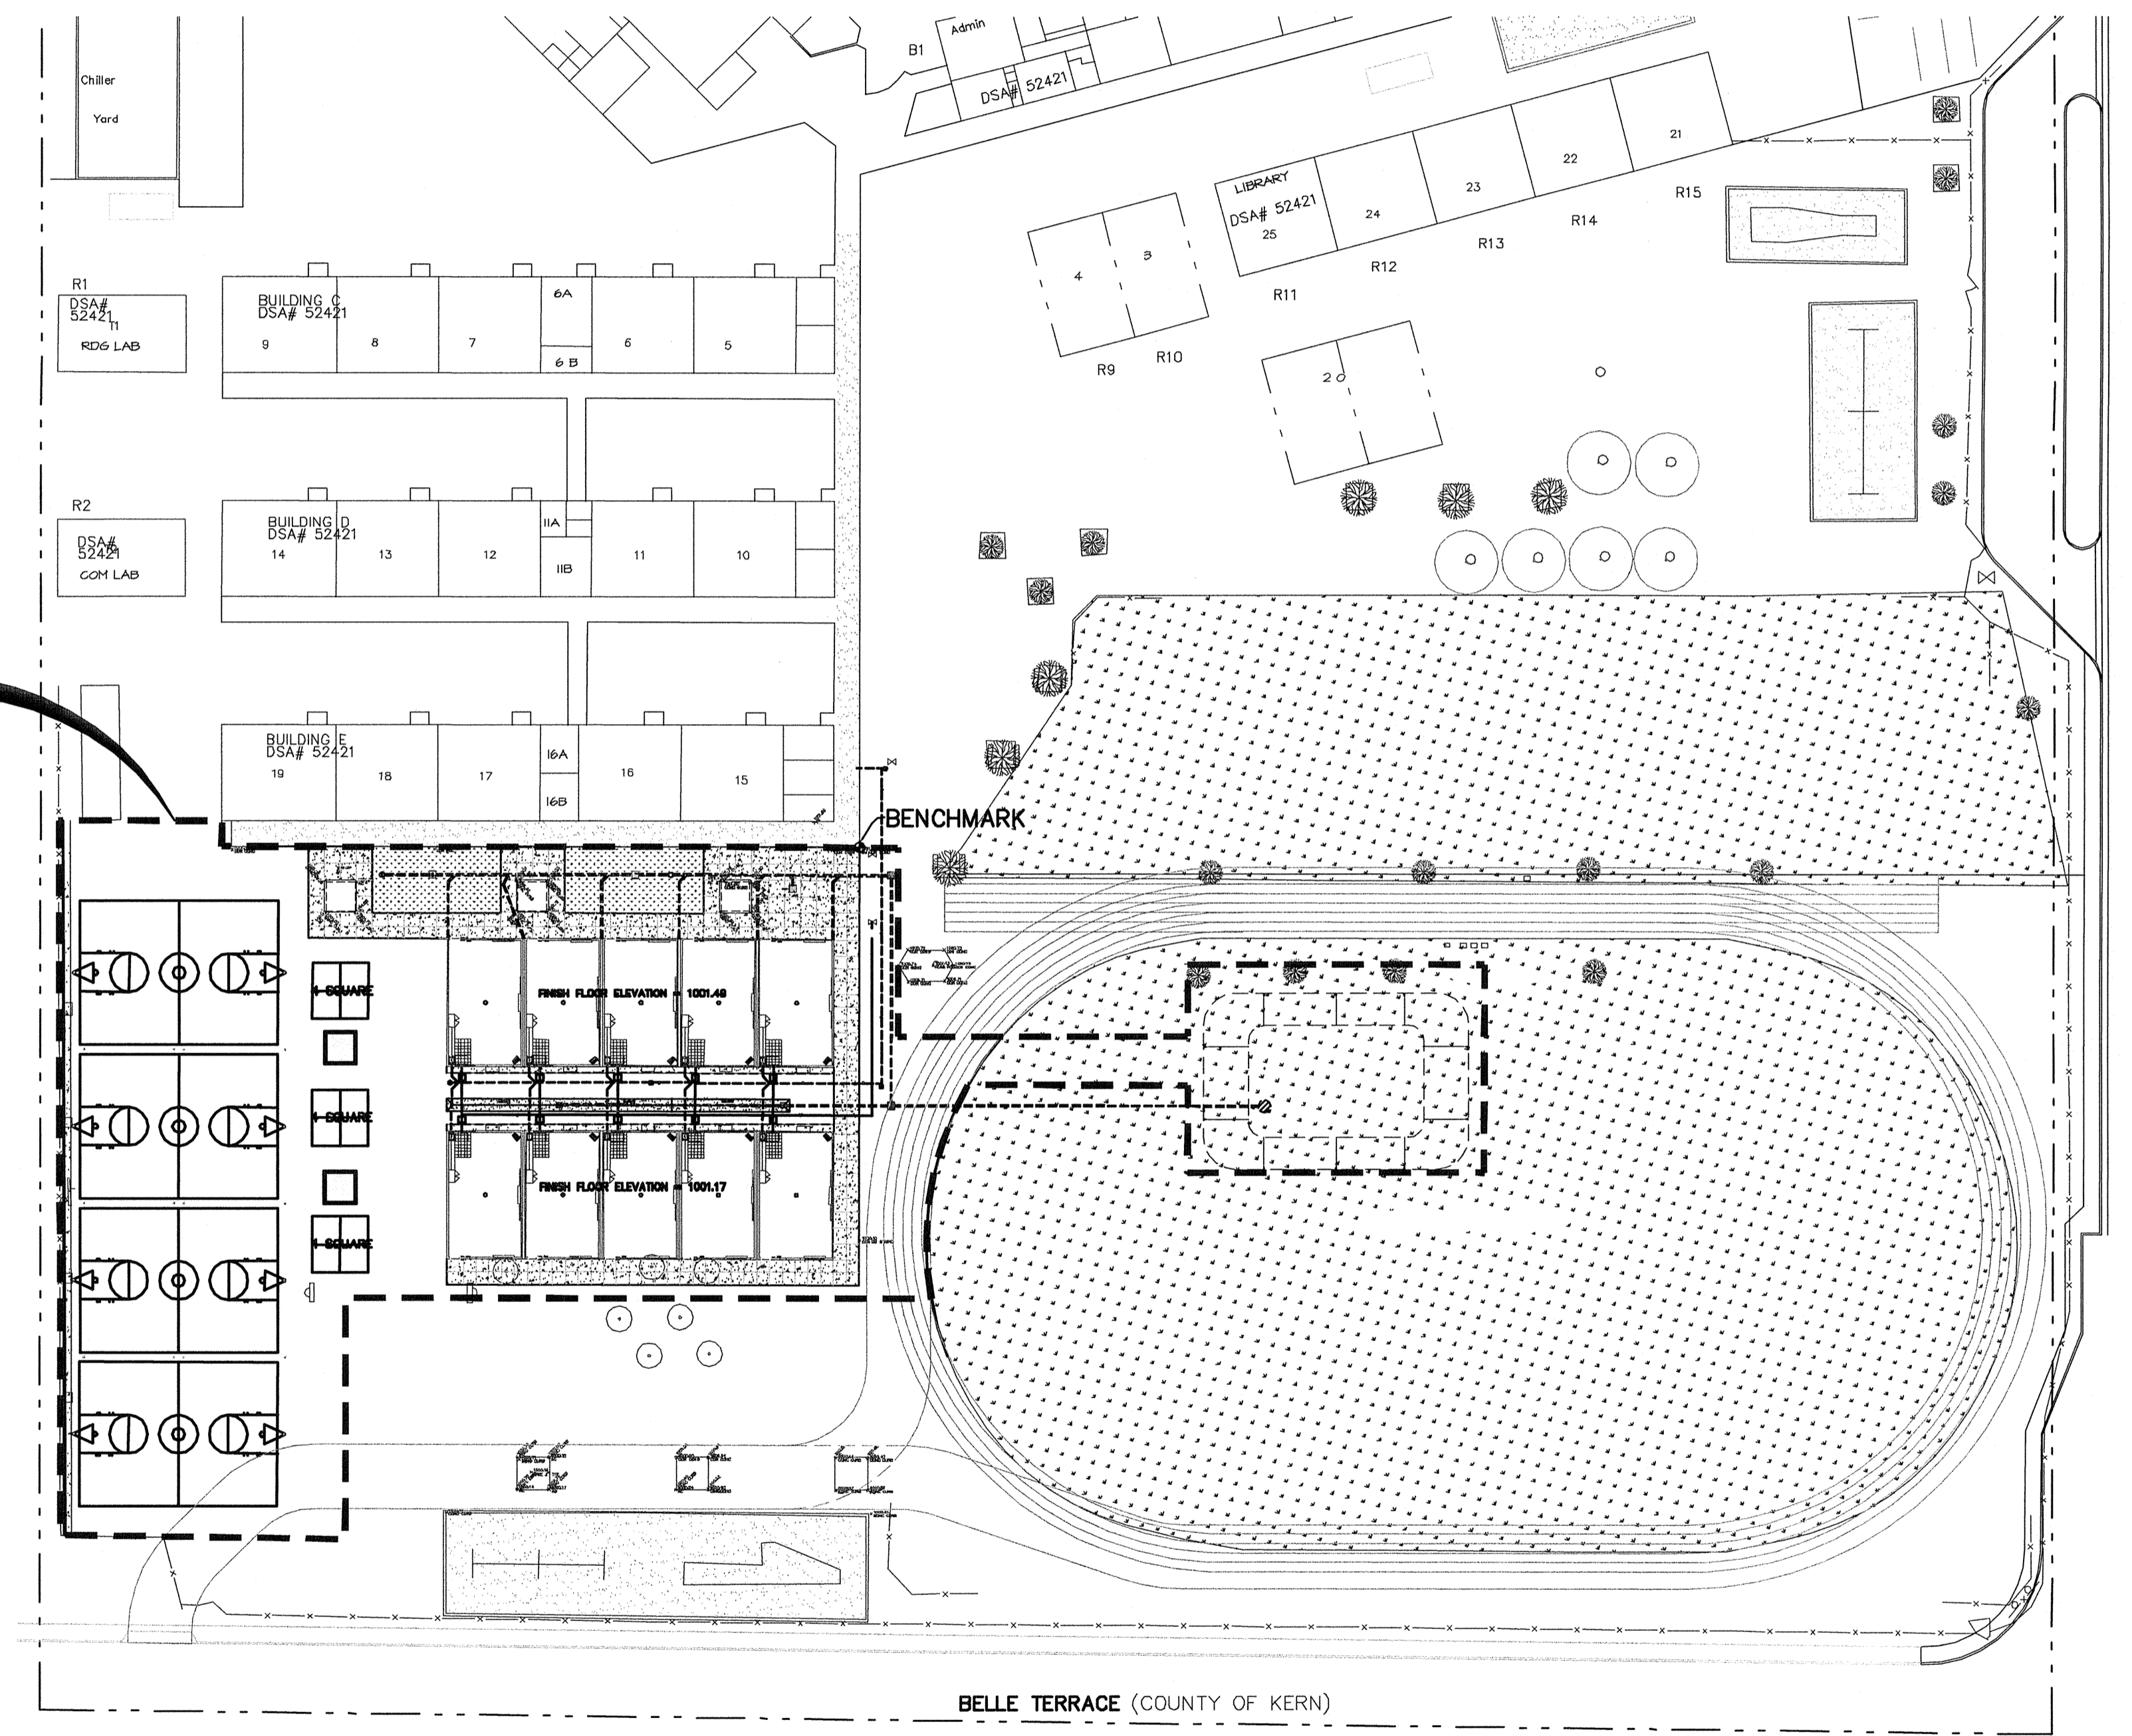 Admin
B1
DSA# 52421
Chiller
Yard
21
22
23
24
LIBRARY
DSA# 52421
25
R15
R14
R13
R12
R11
3
4
R10
R9
20
R1
DSA#
52421
T1
RDG LAB
BUILDING C
DSA# 52421
9
8
7
6A
6B
6
5
R2
DSA#
52421
COM LAB
BUILDING D
DSA# 52421
14
13
12
11A
11B
11
10
BUILDING E
DSA# 52421
19
18
17
16A
16B
16
15
BENCHMARK
4 SQUARE
FINISH FLOOR ELEVATION = 1001.49
4 SQUARE
FINISH FLOOR ELEVATION = 1001.17
4 SQUARE
BELLE TERRACE (COUNTY OF KERN)